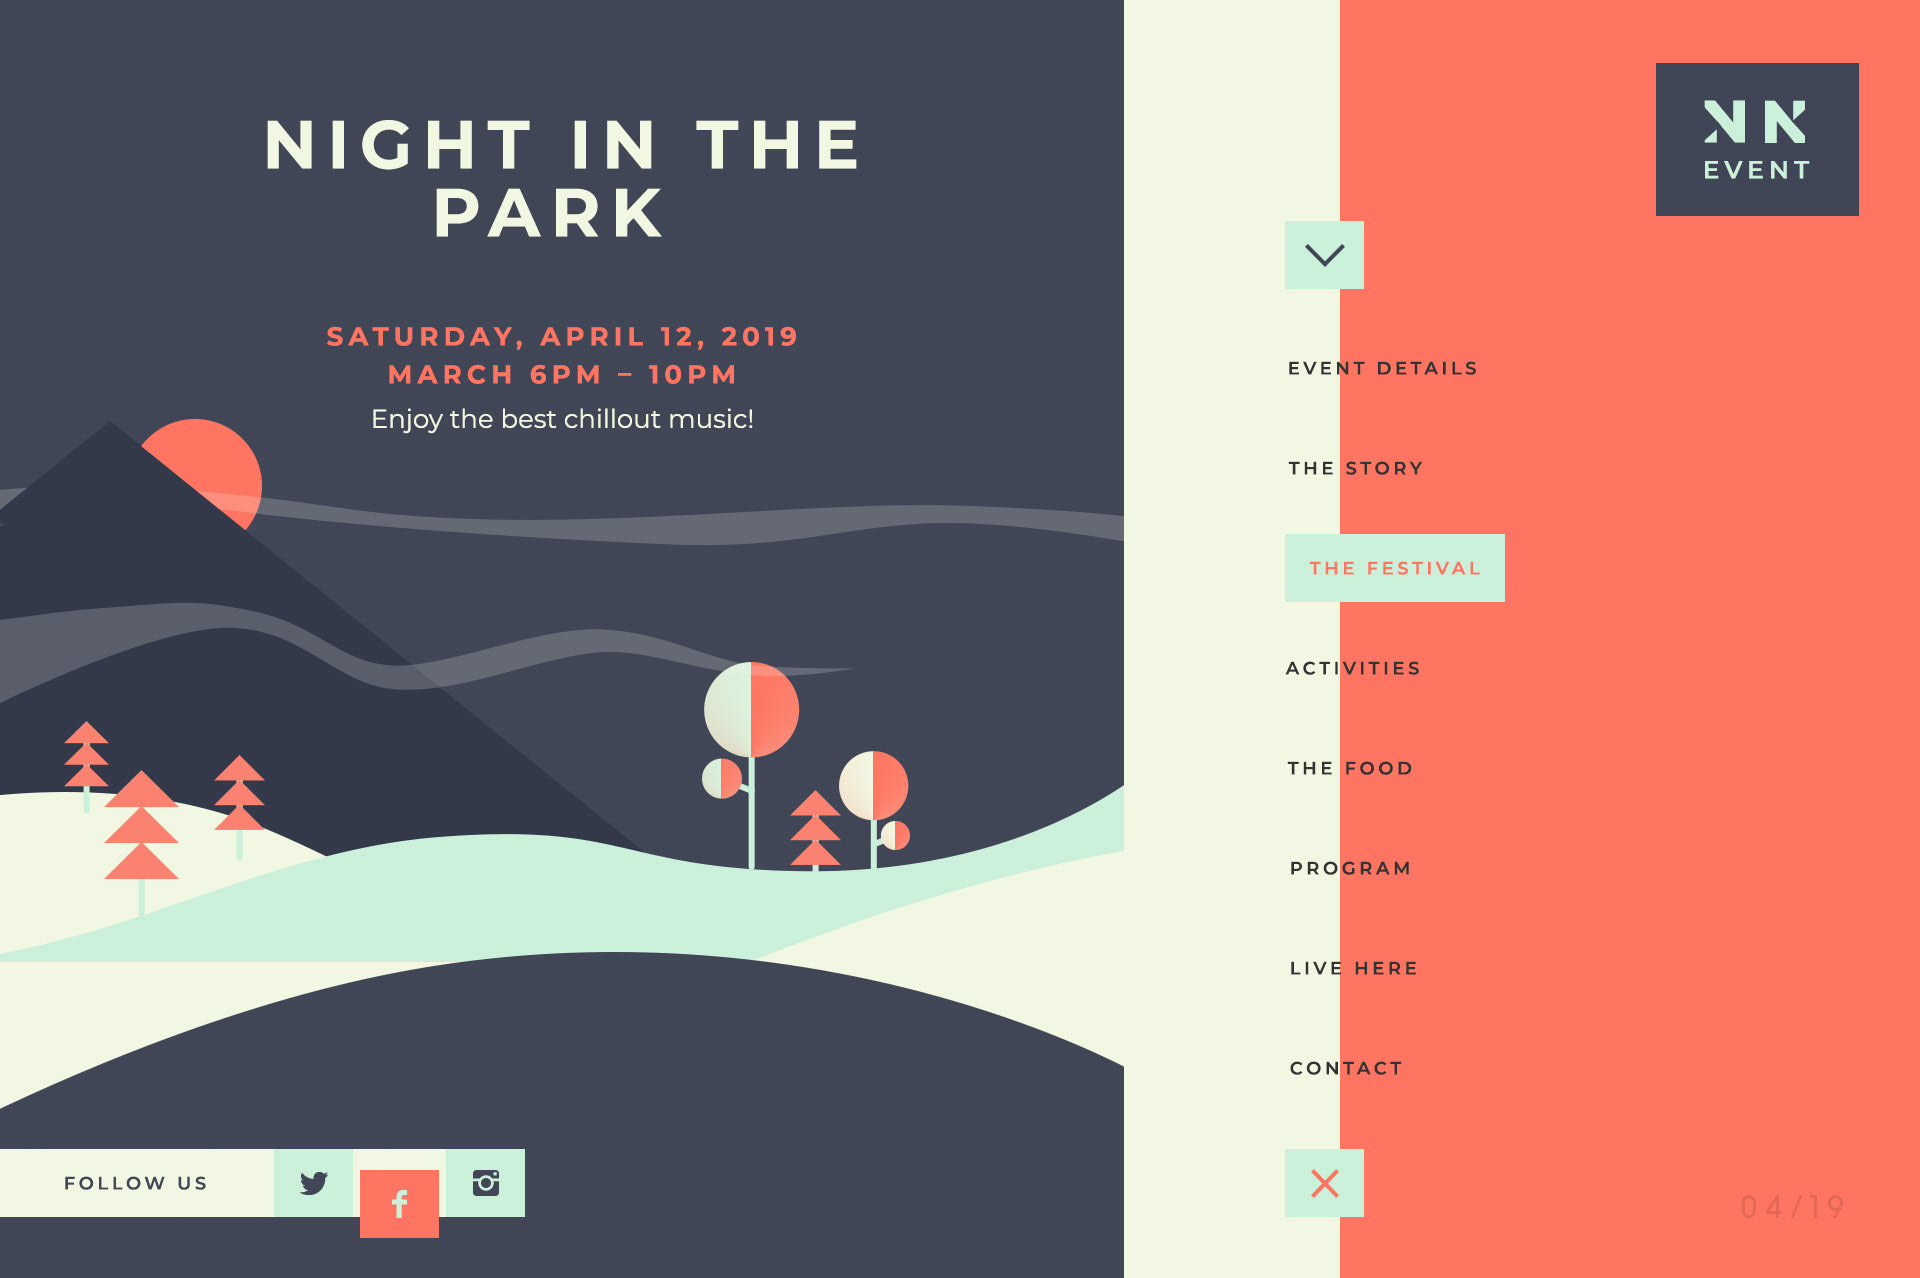 NIGHT IN THE
PARK
SATURDAY, APRIL 12, 2019
MARCH 6PM – 10PM
Enjoy the best chillout music!
FOLLOW US
f
NN
EVENT
EVENT DETAILS
THE STORY
THE FESTIVAL
ACTIVITIES
THE FOOD
PROGRAM
LIVE HERE
CONTACT
04/19